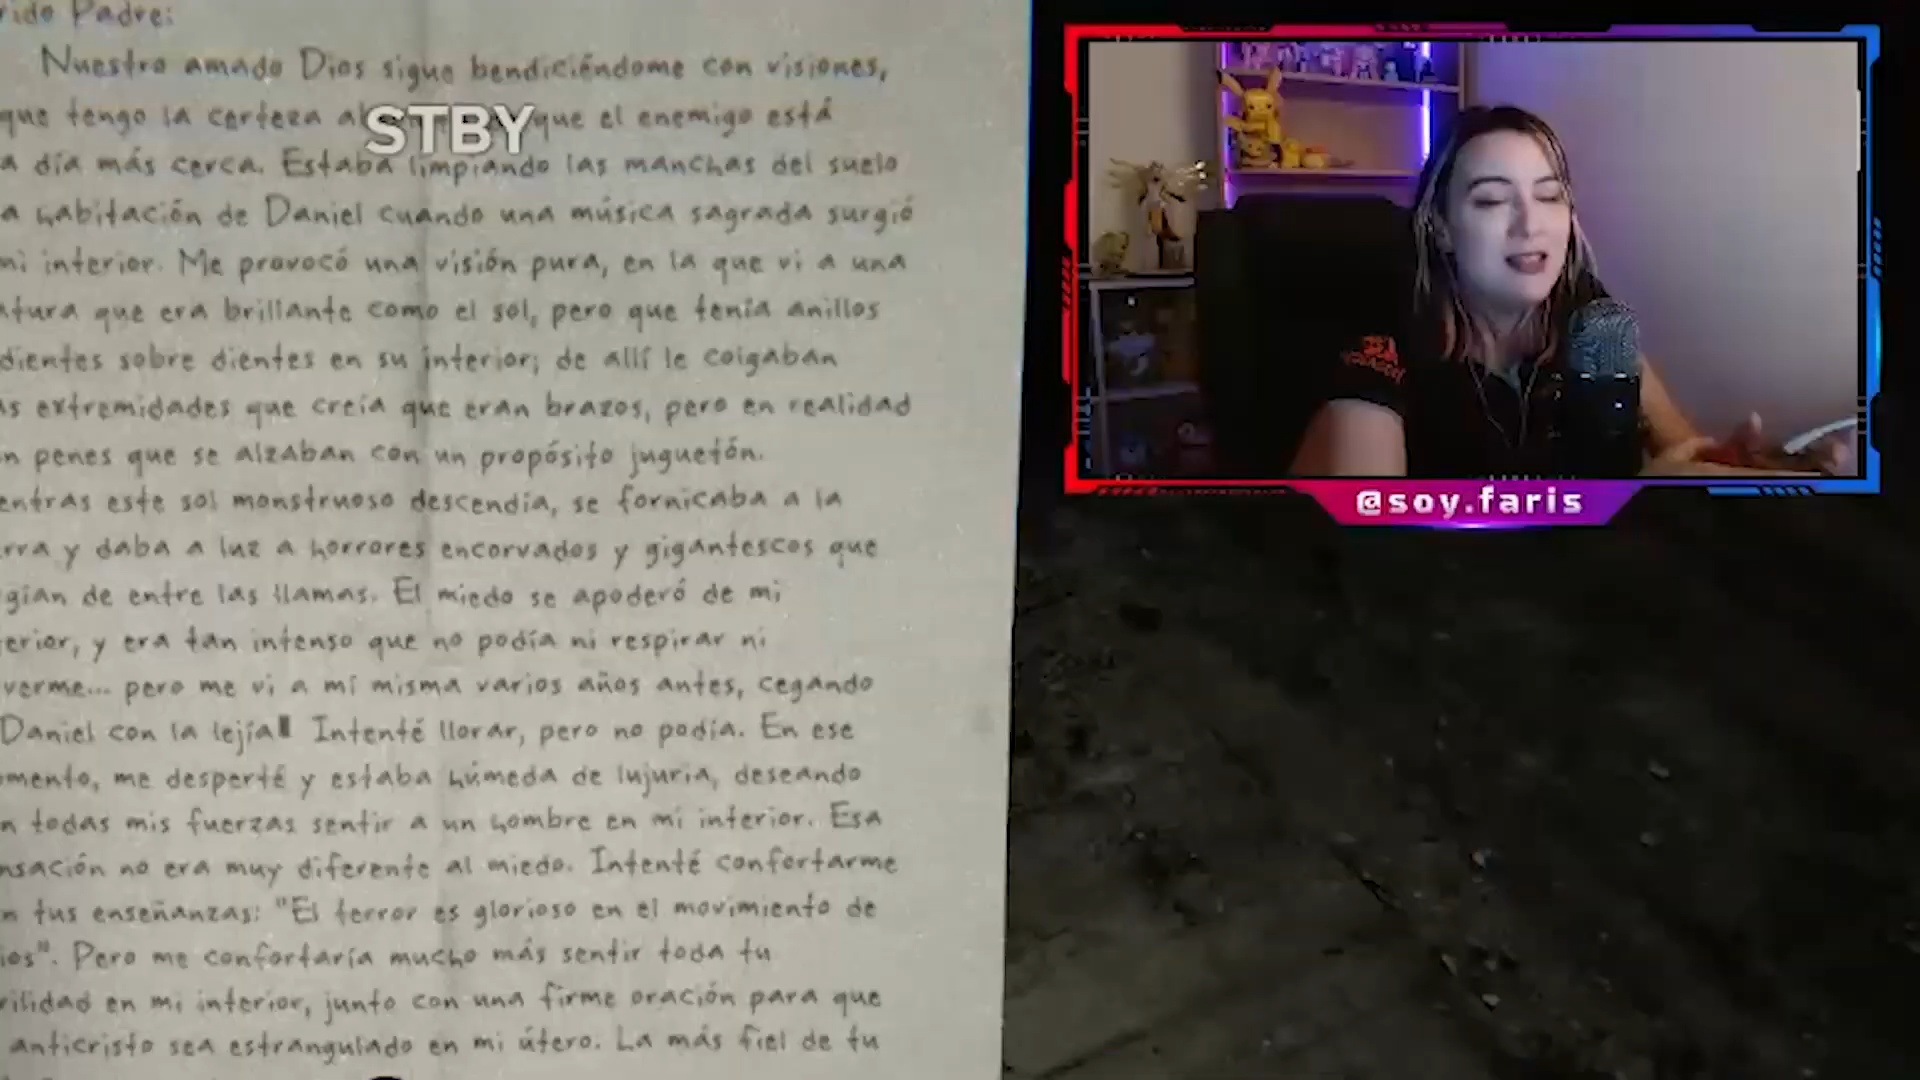 rido Padre:
Nuestro amado Dios sigue bendiciéndome con visiones,
que tengo la certeza ab que el enemigo está
STBY
a día más cerca. Estaba limpiando las manchas del suelo
a habitación de Daniel cuando una música sagrada surgió
mi interior. Me provocó una visión pura, en la que vi a una
atura que era brillante como el sol, pero que tenía anillos
dientes sobre dientes en su interior; de allí le colgaban
as extremidades que creía que eran brazos, pero en realidad
n penes que se alzaban con un propósito juguetón.
entras este sol monstruoso descendía, se fornicaba a la
rra y daba a luz a horrores encorvados y gigantescos que
gían de entre las llamas. El miedo se apoderó de mi
terior, y era tan intenso que no podía ni respirar ni
verme... pero me vi a mí misma varios años antes, cegando
Daniel con la lejía Intenté llorar, pero no podía. En ese
omento, me desperté y estaba húmeda de lujuria, deseando
n todas mis fuerzas sentir a un hombre en mi interior. Esa
nsación no era muy diferente al miedo. Intenté confortarme
n tus enseñanzas: "El terror es glorioso en el movimiento de
ios". Pero me confortaría mucho más sentir toda tu
rilidad en mi interior, junto con una firme oración para que
anticristo sea estrangulado en mi útero. La más fiel de tu
@soy.faris